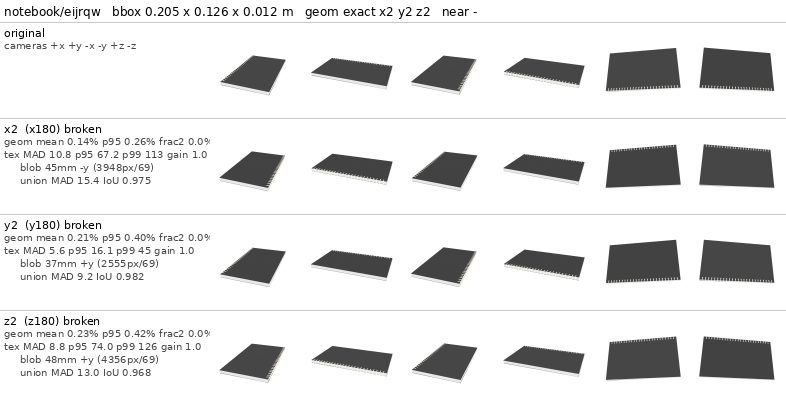 notebook/eijrqw   bbox 0.205 x 0.126 x 0.012 m   geom exact x2 y2 z2   near -
original
cameras +x +y -x -y +z -z
x2  (x180) broken
geom mean 0.14% p95 0.26% frac2 0.0%
tex MAD 10.8 p95 67.2 p99 113 gain 1.0
blob 45mm -y (3948px/69)
union MAD 15.4 IoU 0.975
y2  (y180) broken
geom mean 0.21% p95 0.40% frac2 0.0%
tex MAD 5.6 p95 16.1 p99 45 gain 1.0
blob 37mm +y (2555px/69)
union MAD 9.2 IoU 0.982
z2  (z180) broken
geom mean 0.23% p95 0.42% frac2 0.0%
tex MAD 8.8 p95 74.0 p99 126 gain 1.0
blob 48mm +y (4356px/69)
union MAD 13.0 IoU 0.968